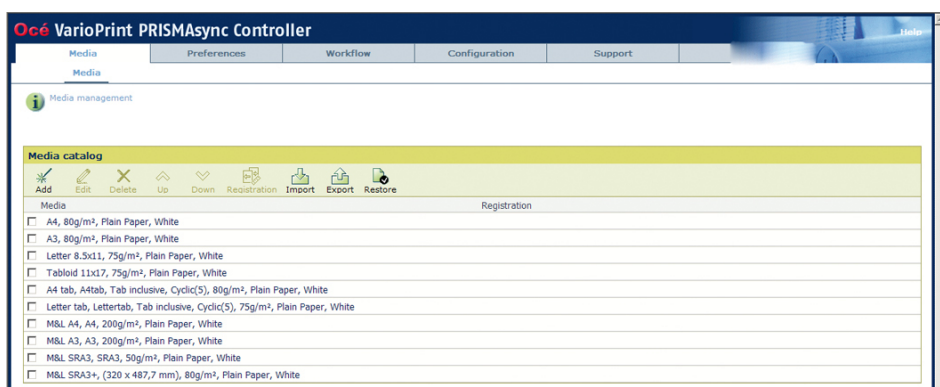 Océ VarioPrint PRISMAsync Controller
Help
Media Preferences Workflow Configuration Support
Media
Media management
Media catalog
Add Edit Delete Up Down Registration Import Export Restore
Media Registration
A4, 80g/m², Plain Paper, White
A3, 80g/m², Plain Paper, White
Letter 8.5x11, 75g/m², Plain Paper, White
Tabloid 11x17, 75g/m², Plain Paper, White
A4 tab, A4tab, Tab inclusive, Cyclic(5), 80g/m², Plain Paper, White
Letter tab, Lettertab, Tab inclusive, Cyclic(5), 75g/m², Plain Paper, White
M&L A4, A4, 200g/m², Plain Paper, White
M&L A3, A3, 200g/m², Plain Paper, White
M&L SRA3, SRA3, 50g/m², Plain Paper, White
M&L SRA3+, (320 x 487,7 mm), 80g/m², Plain Paper, White